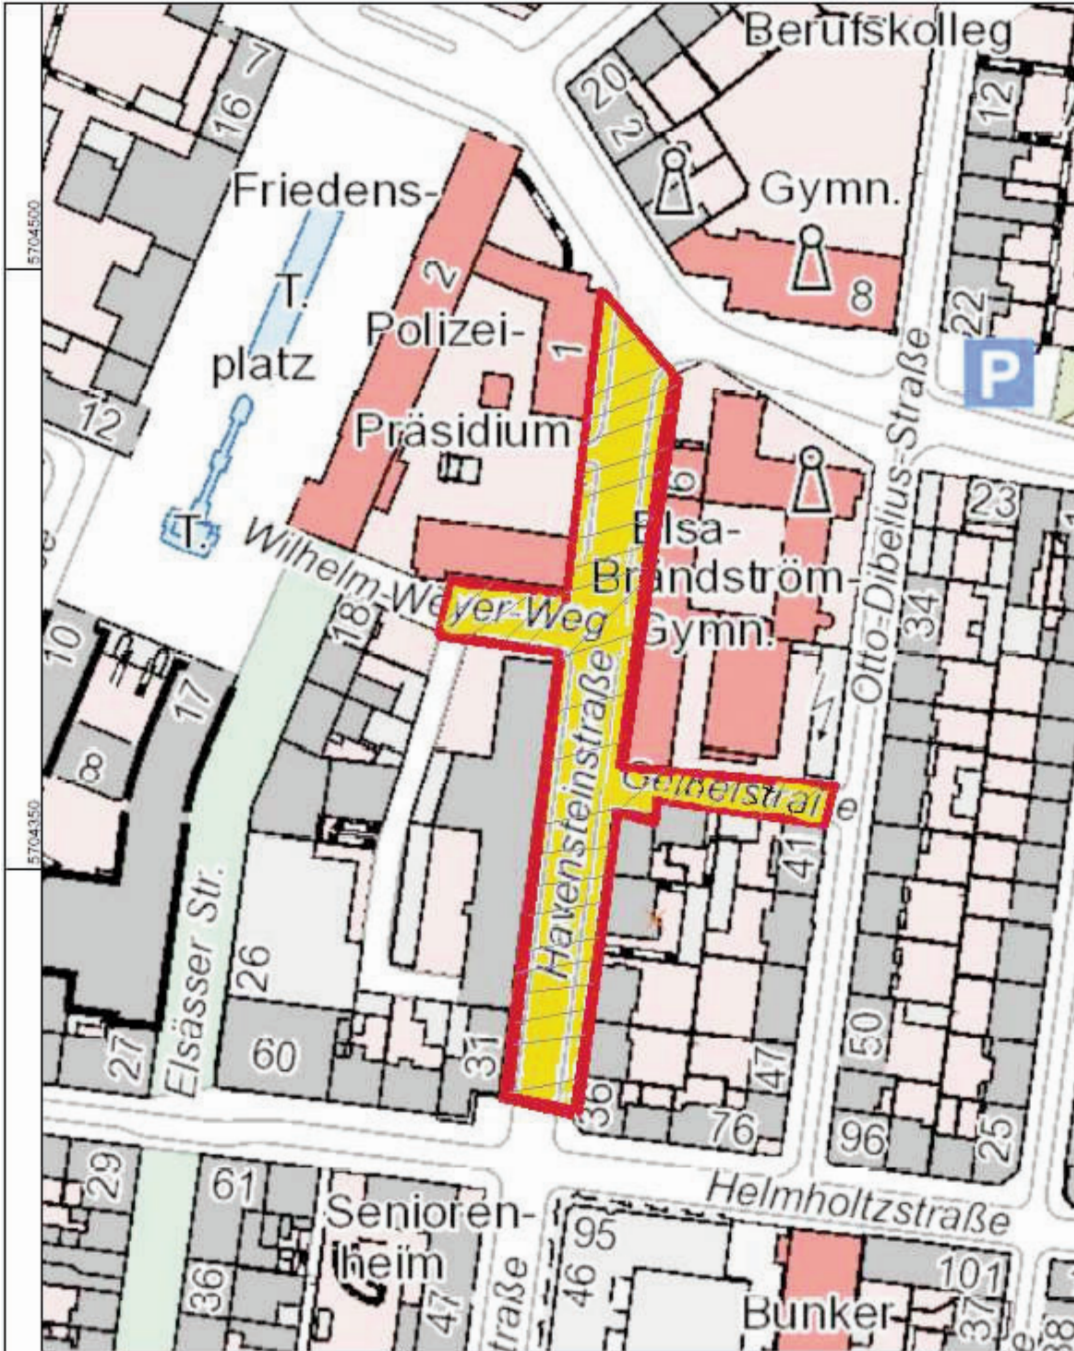 Berufskolleg
7
20
12
16
2
Friedens-
Gymn.
5704500
T.
2
8
22
Polizei-
1
platz
P
12
Präsidium
6
23
T.
Elsa-
Wilhelm-Weyer-Weg
Brändström-
Gymn.
Otto-Dibelius-Straße
34
18
10
17
8
Geibelstraße
Havensteinstraße
5704350
41
Elsässer Str.
26
50
27
60
31
47
36
76
96
25
29
61
Helmholtzstraße
Senioren-
heim
95
46
36
47
traße
101
37
Bunker
38